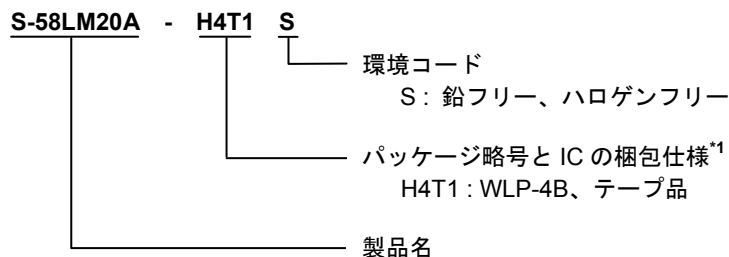 S-58LM20A - H4T1 S
環境コード
S : 鉛フリー、ハロゲンフリー
パッケージ略号と IC の梱包仕様*1
H4T1 : WLP-4B、テープ品
製品名